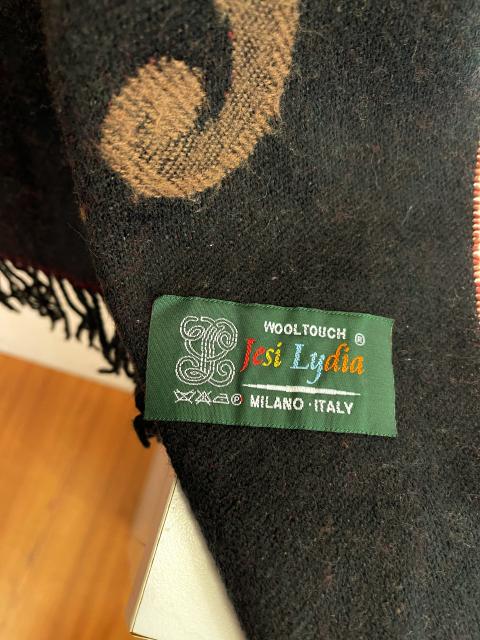 WOOLTOUCH ®
Jesi Lydia
Ⓟ MILANO · ITALY